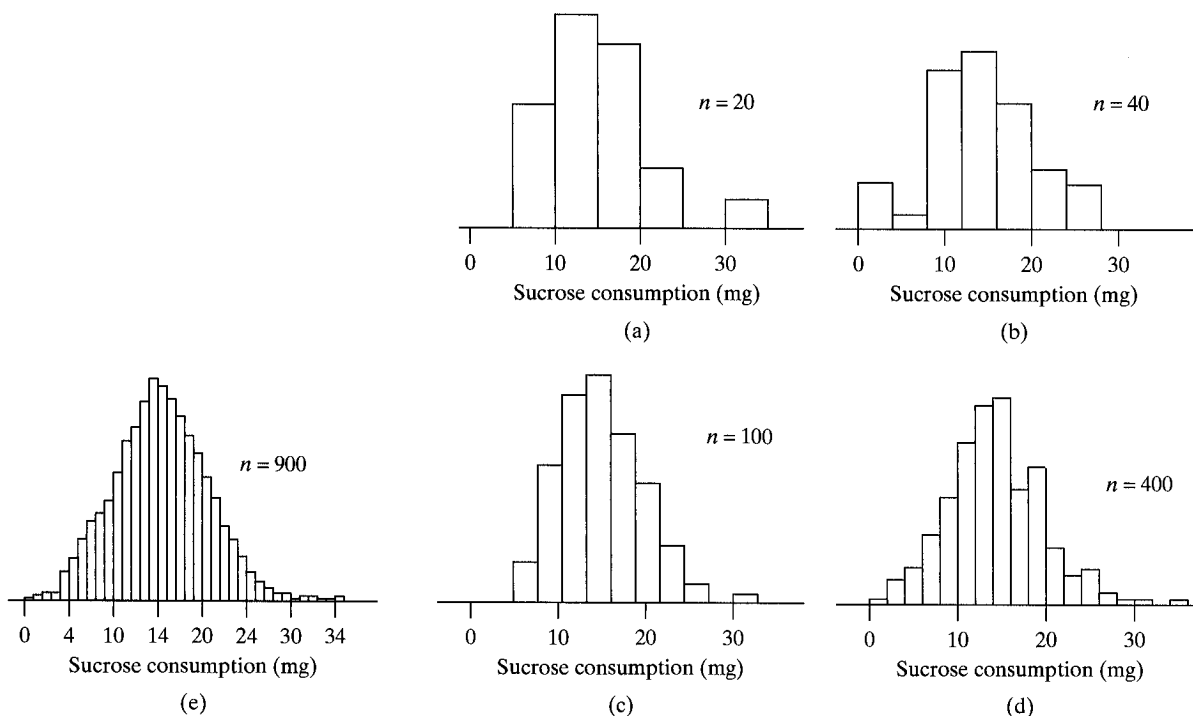 n = 20
0 10 20 30
Sucrose consumption (mg)
(a)
n = 40
0 10 20 30
Sucrose consumption (mg)
(b)
n = 900
0 4 10 14 20 24 30 34
Sucrose consumption (mg)
(e)
n = 100
0 10 20 30
Sucrose consumption (mg)
(c)
n = 400
0 10 20 30
Sucrose consumption (mg)
(d)